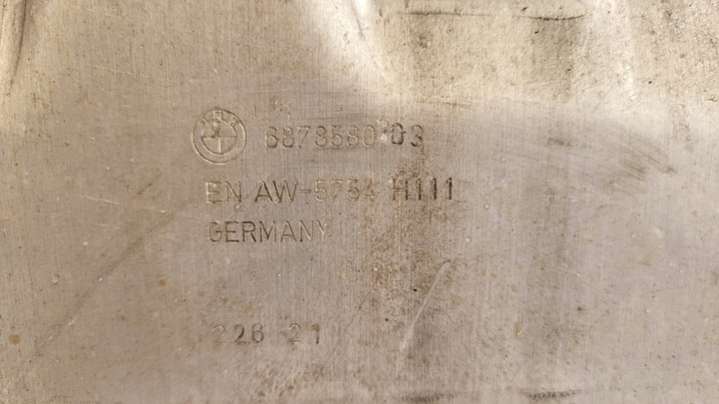 6878580 03
EN AW-5754 H111
GERMANY
226 21